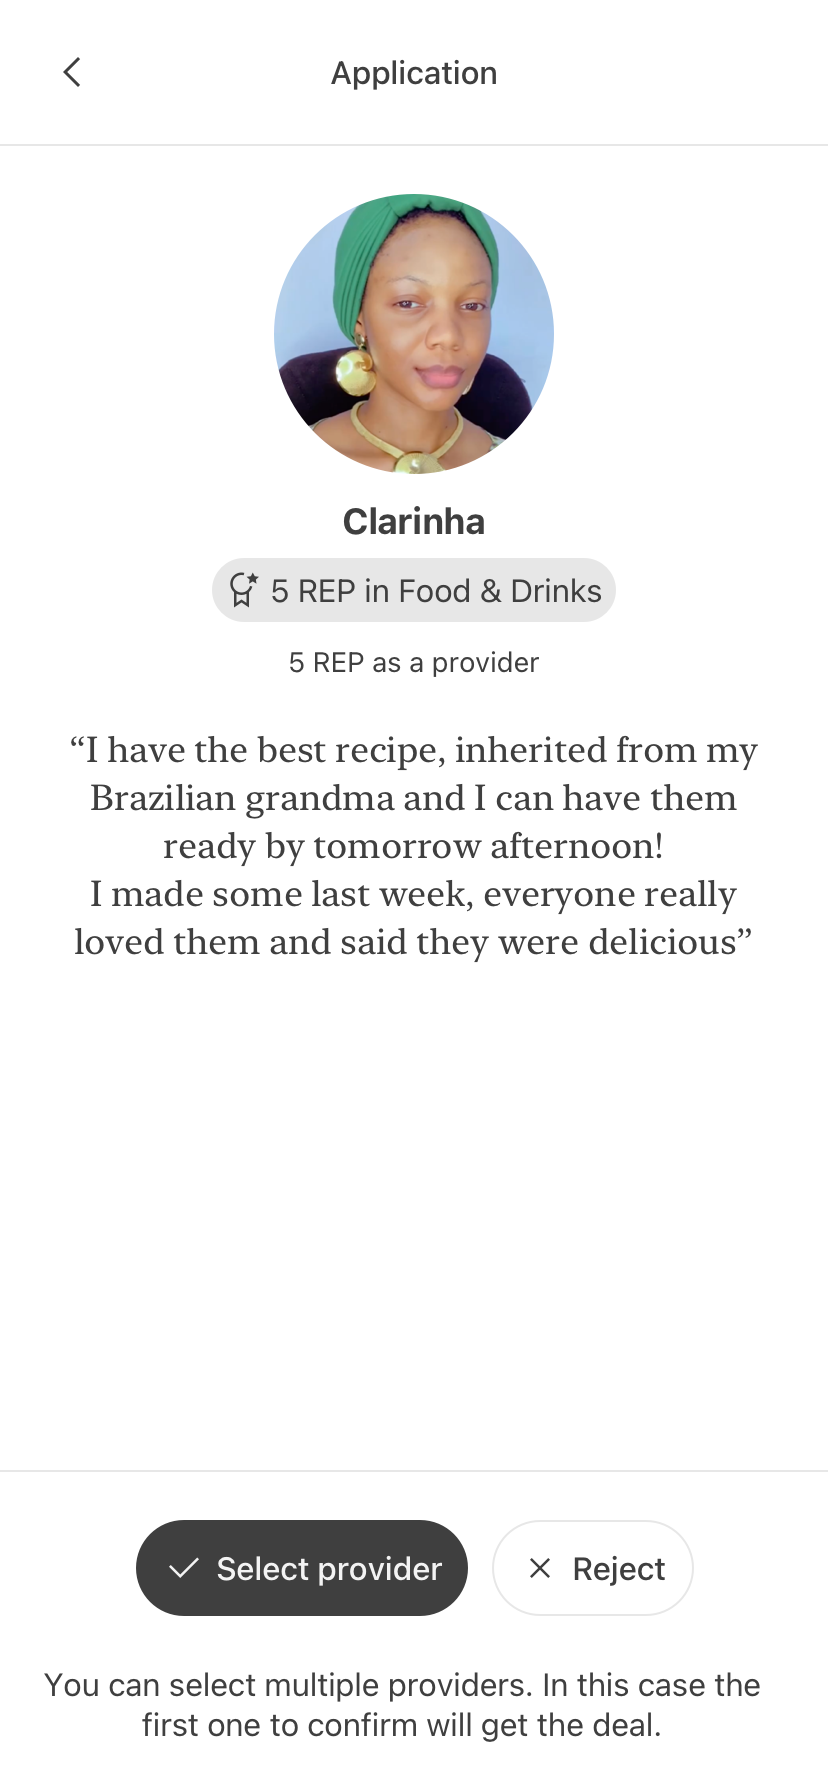 Application
Clarinha
5 REP in Food & Drinks
5 REP as a provider
“I have the best recipe, inherited from my
Brazilian grandma and I can have them
ready by tomorrow afternoon!
I made some last week, everyone really
loved them and said they were delicious”
Select provider
Reject
You can select multiple providers. In this case the
first one to confirm will get the deal.